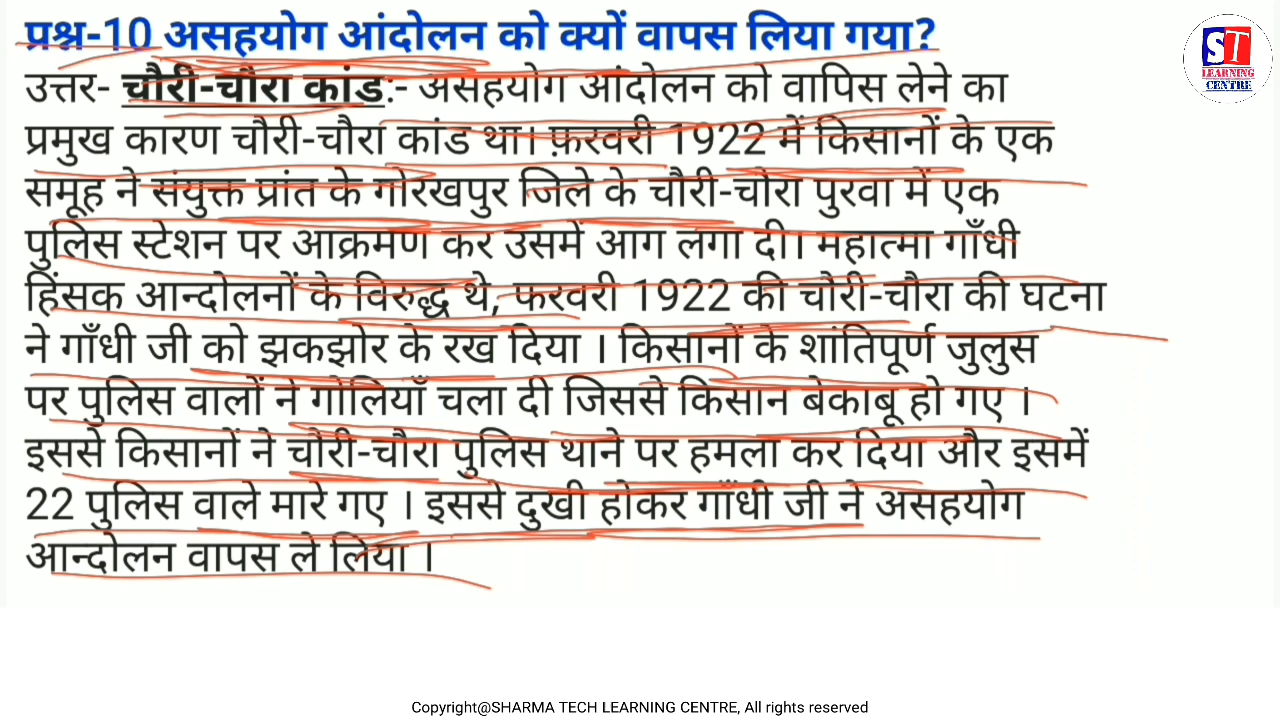 प्रश्न-10 असहयोग आंदोलन को क्यों वापस लिया गया?
उत्तर- चौरी-चौरा कांड:- असहयोग आंदोलन को वापिस लेने का
प्रमुख कारण चौरी-चौरा कांड था। फ़रवरी 1922 में किसानों के एक
समूह ने संयुक्त प्रांत के गोरखपुर जिले के चौरी-चौरा पुरवा में एक
पुलिस स्टेशन पर आक्रमण कर उसमें आग लगा दी। महात्मा गाँधी
हिंसक आन्दोलनों के विरुद्ध थे, फरवरी 1922 की चौरी-चौरा की घटना
ने गाँधी जी को झकझोर के रख दिया । किसानों के शांतिपूर्ण जुलुस
पर पुलिस वालों ने गोलियाँ चला दी जिससे किसान बेकाबू हो गए ।
इससे किसानों ने चोरी-चौरा पुलिस थाने पर हमला कर दिया और इसमें
22 पुलिस वाले मारे गए । इससे दुखी होकर गाँधी जी ने असहयोग
आन्दोलन वापस ले लिया ।
ST
LEARNING
CENTRE
Copyright@SHARMA TECH LEARNING CENTRE, All rights reserved